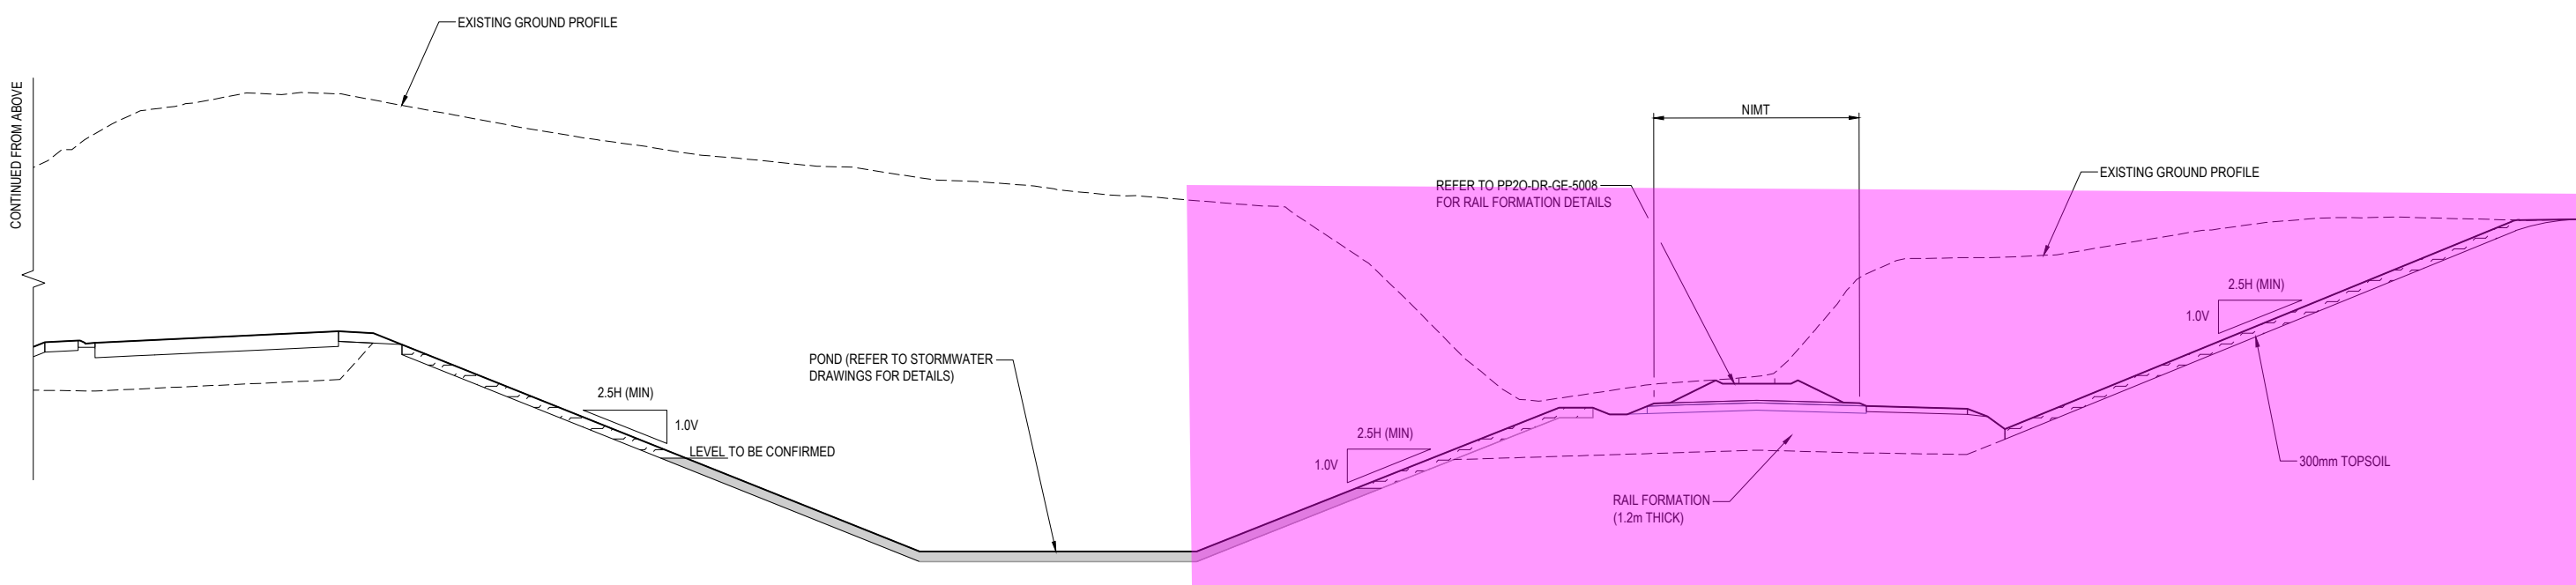 EXISTING GROUND PROFILE
CONTINUED FROM ABOVE
NIMT
EXISTING GROUND PROFILE
REFER TO PP2O-DR-GE-5008
FOR RAIL FORMATION DETAILS
2.5H (MIN)
1.0V
POND (REFER TO STORMWATER
DRAWINGS FOR DETAILS)
2.5H (MIN)
1.0V
LEVEL TO BE CONFIRMED
2.5H (MIN)
1.0V
300mm TOPSOIL
RAIL FORMATION
(1.2m THICK)